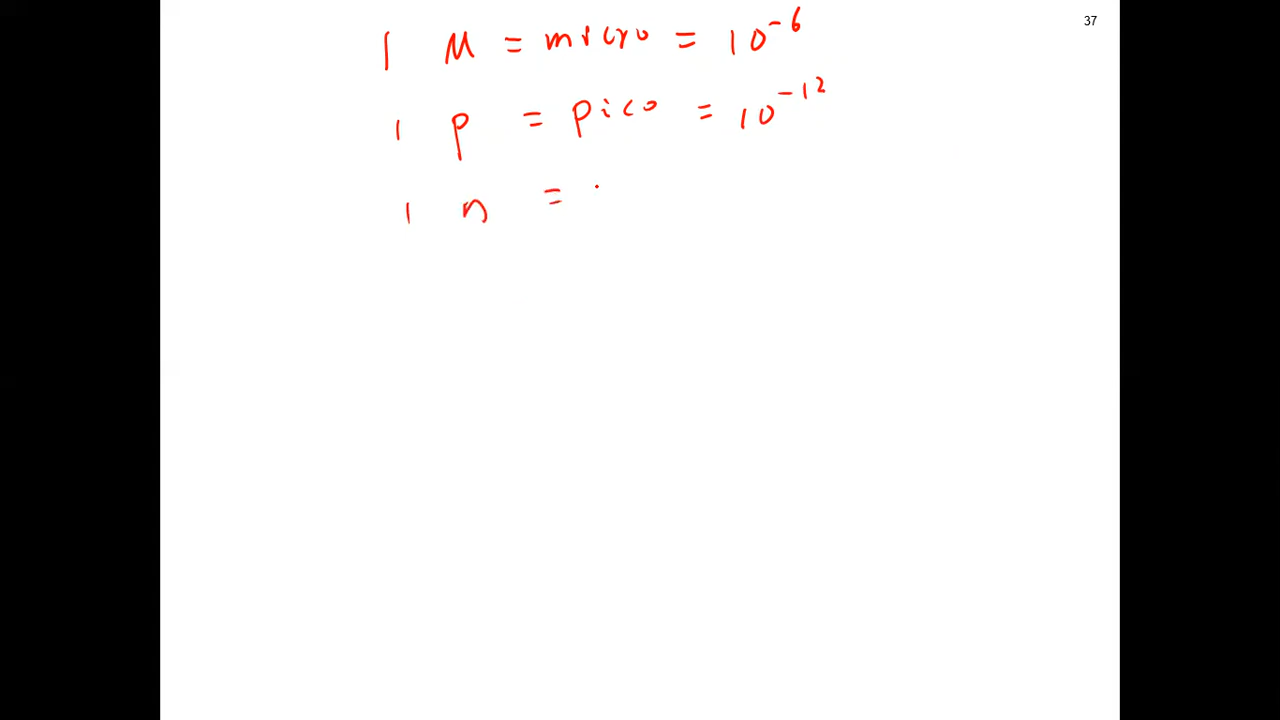 37
1 μ = micro = 10^-6
1 p = pico = 10^-12
1 n =